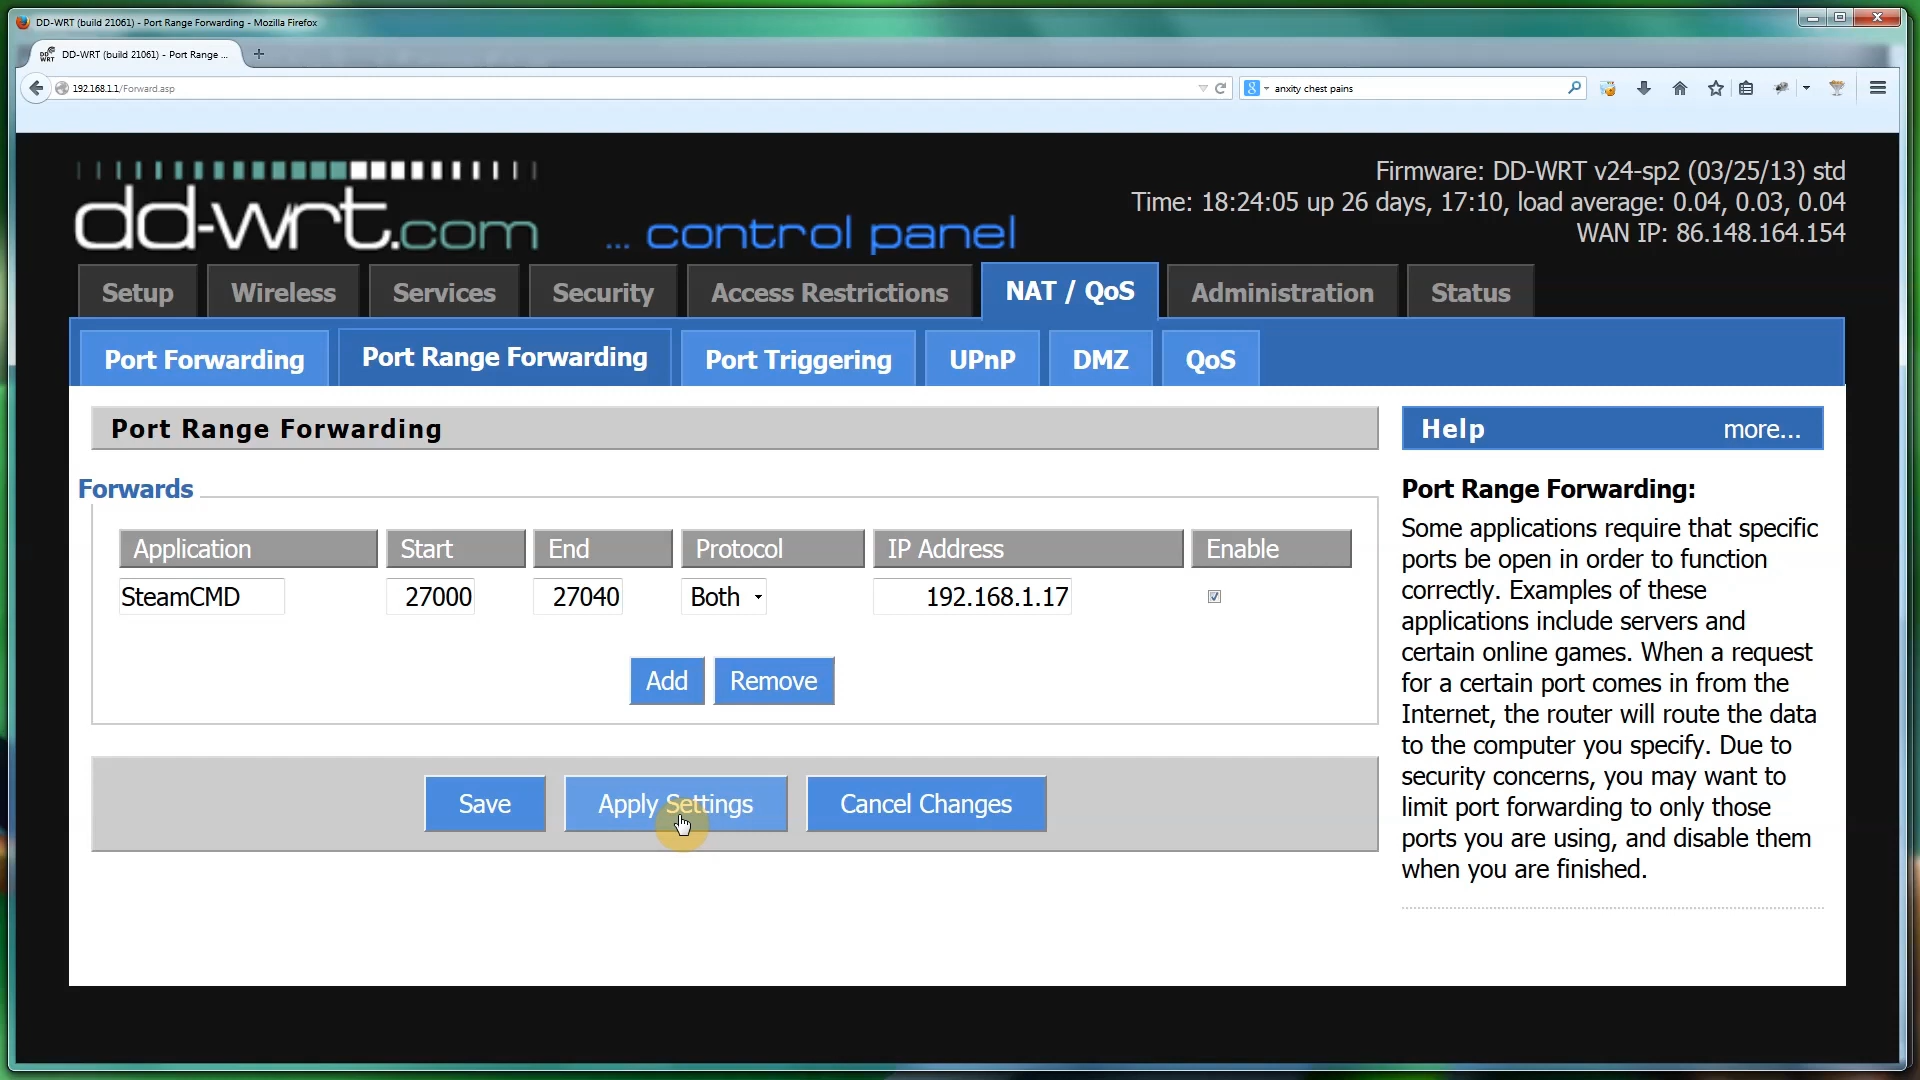 DD-WRT (build 21061) - Port Range Forwarding - Mozilla Firefox
DD-WRT (build 21061) - Port Range ...
192.168.1.1/Forward.asp
anxity chest pains
dd-wrt.com ... control panel
Firmware: DD-WRT v24-sp2 (03/25/13) std
Time: 18:24:05 up 26 days, 17:10, load average: 0.04, 0.03, 0.04
WAN IP: 86.148.164.154
Setup Wireless Services Security Access Restrictions NAT / QoS Administration Status
Port Forwarding Port Range Forwarding Port Triggering UPnP DMZ QoS
Port Range Forwarding
Forwards
Application Start End Protocol IP Address Enable
SteamCMD 27000 27040 Both 192.168.1.17
Add Remove
Save Apply Settings Cancel Changes
Help more...
Port Range Forwarding:
Some applications require that specific
ports be open in order to function
correctly. Examples of these
applications include servers and
certain online games. When a request
for a certain port comes in from the
Internet, the router will route the data
to the computer you specify. Due to
security concerns, you may want to
limit port forwarding to only those
ports you are using, and disable them
when you are finished.